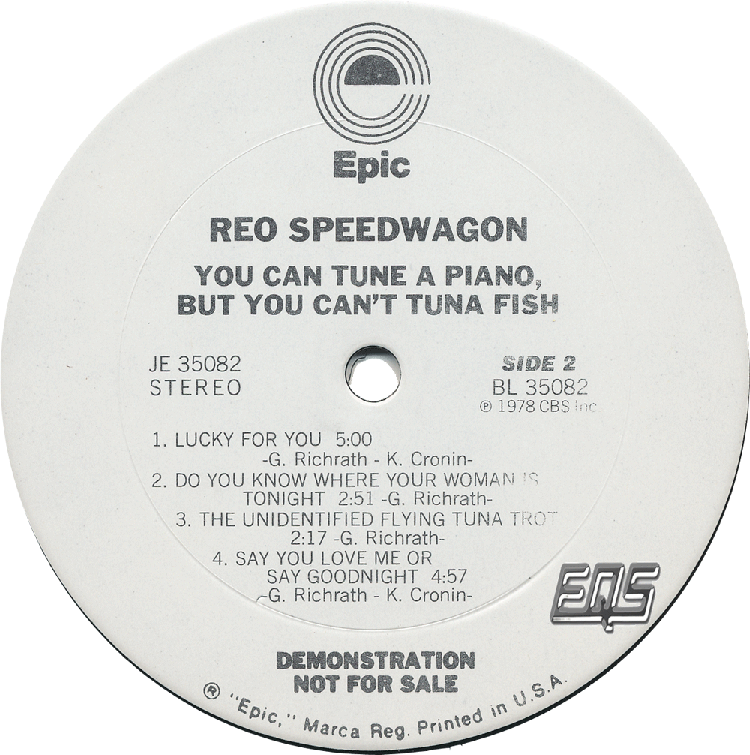 Epic
REO SPEEDWAGON
YOU CAN TUNE A PIANO,
BUT YOU CAN'T TUNA FISH
JE 35082
STEREO
SIDE 2
BL 35082
℗ 1978 CBS Inc.
1. LUCKY FOR YOU 5:00
-G. Richrath - K. Cronin-
2. DO YOU KNOW WHERE YOUR WOMAN IS
TONIGHT 2:51 -G. Richrath-
3. THE UNIDENTIFIED FLYING TUNA TROT
2:17 -G. Richrath-
4. SAY YOU LOVE ME OR
SAY GOODNIGHT 4:57
-G. Richrath - K. Cronin-
DEMONSTRATION
NOT FOR SALE
® "Epic," Marca Reg. Printed in U.S.A.